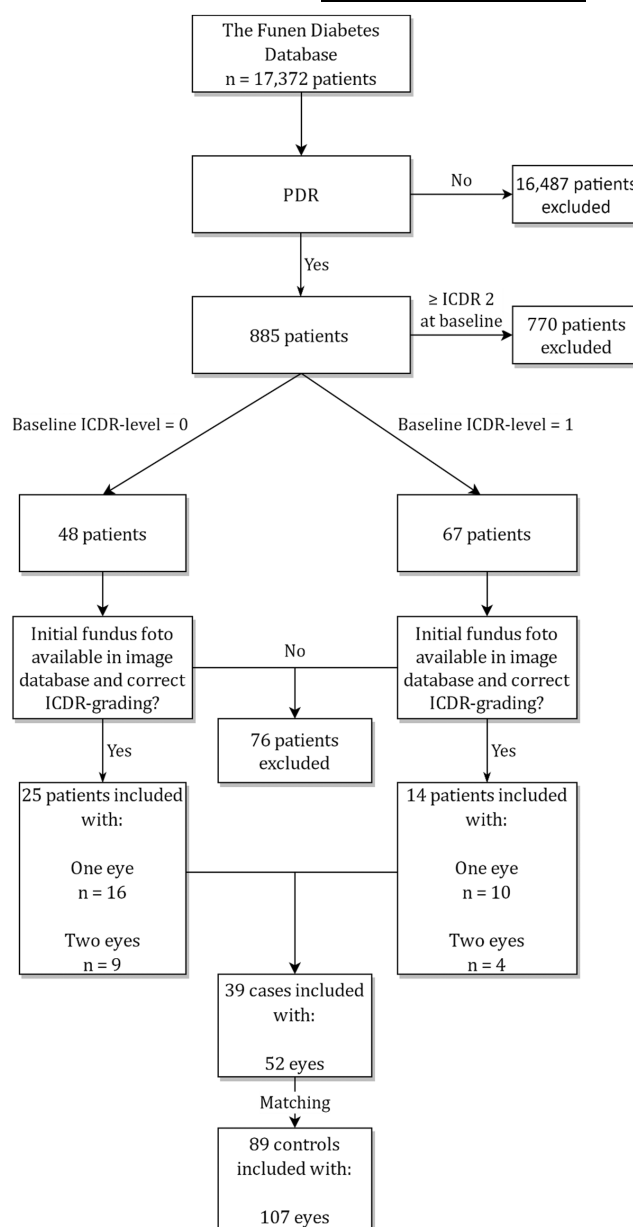 The Funen Diabetes
Database
n = 17,372 patients
PDR
No
16,487 patients
excluded
Yes
885 patients
≥ ICDR 2
at baseline
770 patients
excluded
Baseline ICDR-level = 0
Baseline ICDR-level = 1
48 patients
67 patients
Initial fundus foto
available in image
database and correct
ICDR-grading?
No
Initial fundus foto
available in image
database and correct
ICDR-grading?
76 patients
excluded
Yes
Yes
25 patients included
with:
One eye
n = 16
Two eyes
n = 9
14 patients included
with:
One eye
n = 10
Two eyes
n = 4
39 cases included
with:
52 eyes
Matching
89 controls
included with:
107 eyes